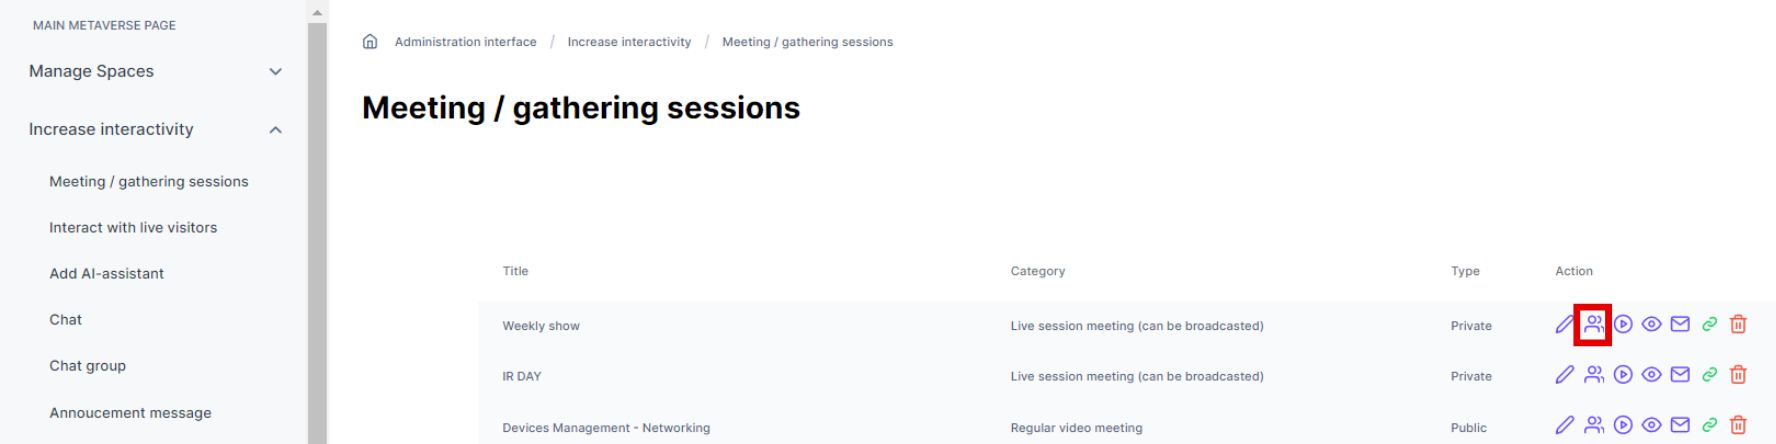 MAIN METAVERSE PAGE
Manage Spaces
Increase interactivity
Meeting / gathering sessions
Interact with live visitors
Add AI-assistant
Chat
Chat group
Annoucement message
Administration interface / Increase interactivity / Meeting / gathering sessions
Meeting / gathering sessions
Title Category Type Action
Weekly show Live session meeting (can be broadcasted) Private
IR DAY Live session meeting (can be broadcasted) Private
Devices Management - Networking Regular video meeting Public